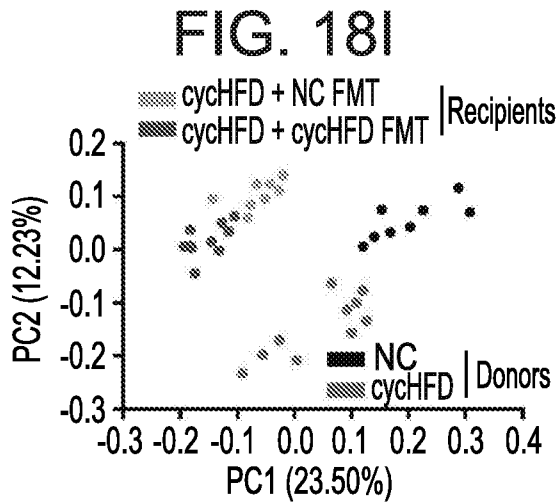 FIG. 18I
cycHFD + NC FMT
cycHFD + cycHFD FMT
Recipients
0.2
0.1
0.0
-0.1
-0.2
-0.3
PC2 (12.23%)
NC
cycHFD
Donors
-0.3 -0.2 -0.1 0.0 0.1 0.2 0.3 0.4
PC1 (23.50%)